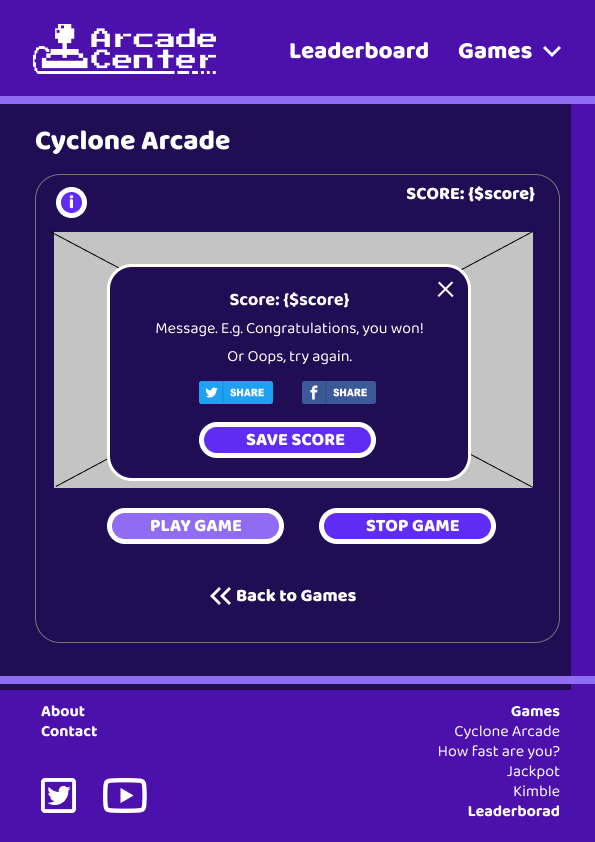 Arcade
Center
Leaderboard
Games
Cyclone Arcade
i
SCORE: {$score}
Score: {$score}
Message. E.g. Congratulations, you won!
Or Oops, try again.
SHARE
f SHARE
SAVE SCORE
PLAY GAME
STOP GAME
Back to Games
About
Contact
Games
Cyclone Arcade
How fast are you?
Jackpot
Kimble
Leaderborad